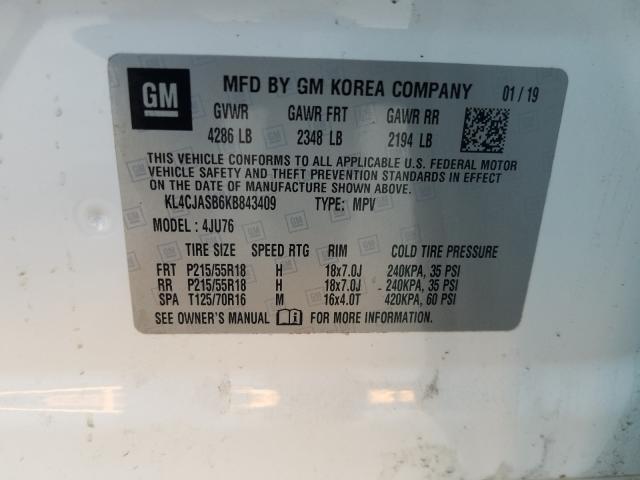 GM MFD BY GM KOREA COMPANY 01 / 19
GVWR GAWR FRT GAWR RR
4286 LB 2348 LB 2194 LB
THIS VEHICLE CONFORMS TO ALL APPLICABLE U.S. FEDERAL MOTOR
VEHICLE SAFETY AND THEFT PREVENTION STANDARDS IN EFFECT ON
THE DATE OF MANUFACTURE SHOWN ABOVE.
KL4CJASB6KB843409 TYPE: MPV
MODEL : 4JU76
TIRE SIZE SPEED RTG RIM COLD TIRE PRESSURE
FRT P215/55R18 H 18x7.0J 240KPA, 35 PSI
RR P215/55R18 H 18x7.0J 240KPA, 35 PSI
SPA T125/70R16 M 16x4.0T 420KPA, 60 PSI
SEE OWNER'S MANUAL FOR MORE INFORMATION.